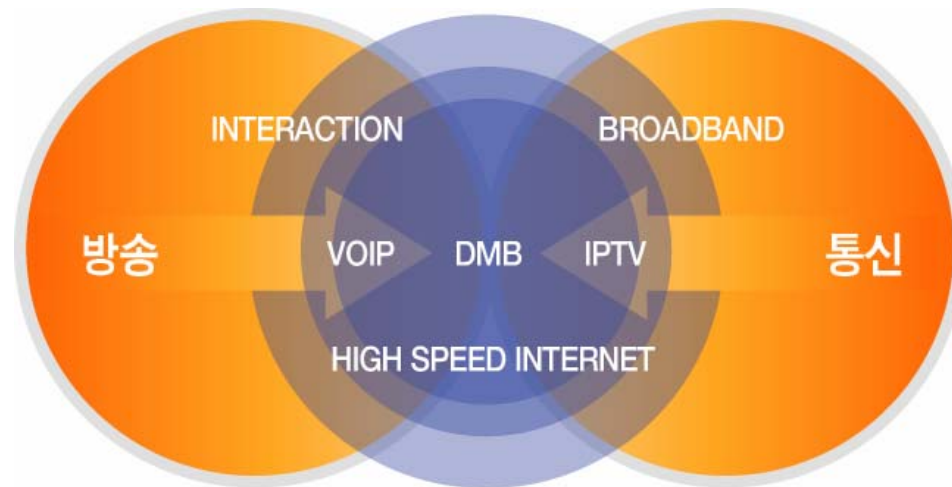 INTERACTION
BROADBAND
방송
VOIP
DMB
IPTV
통신
HIGH SPEED INTERNET